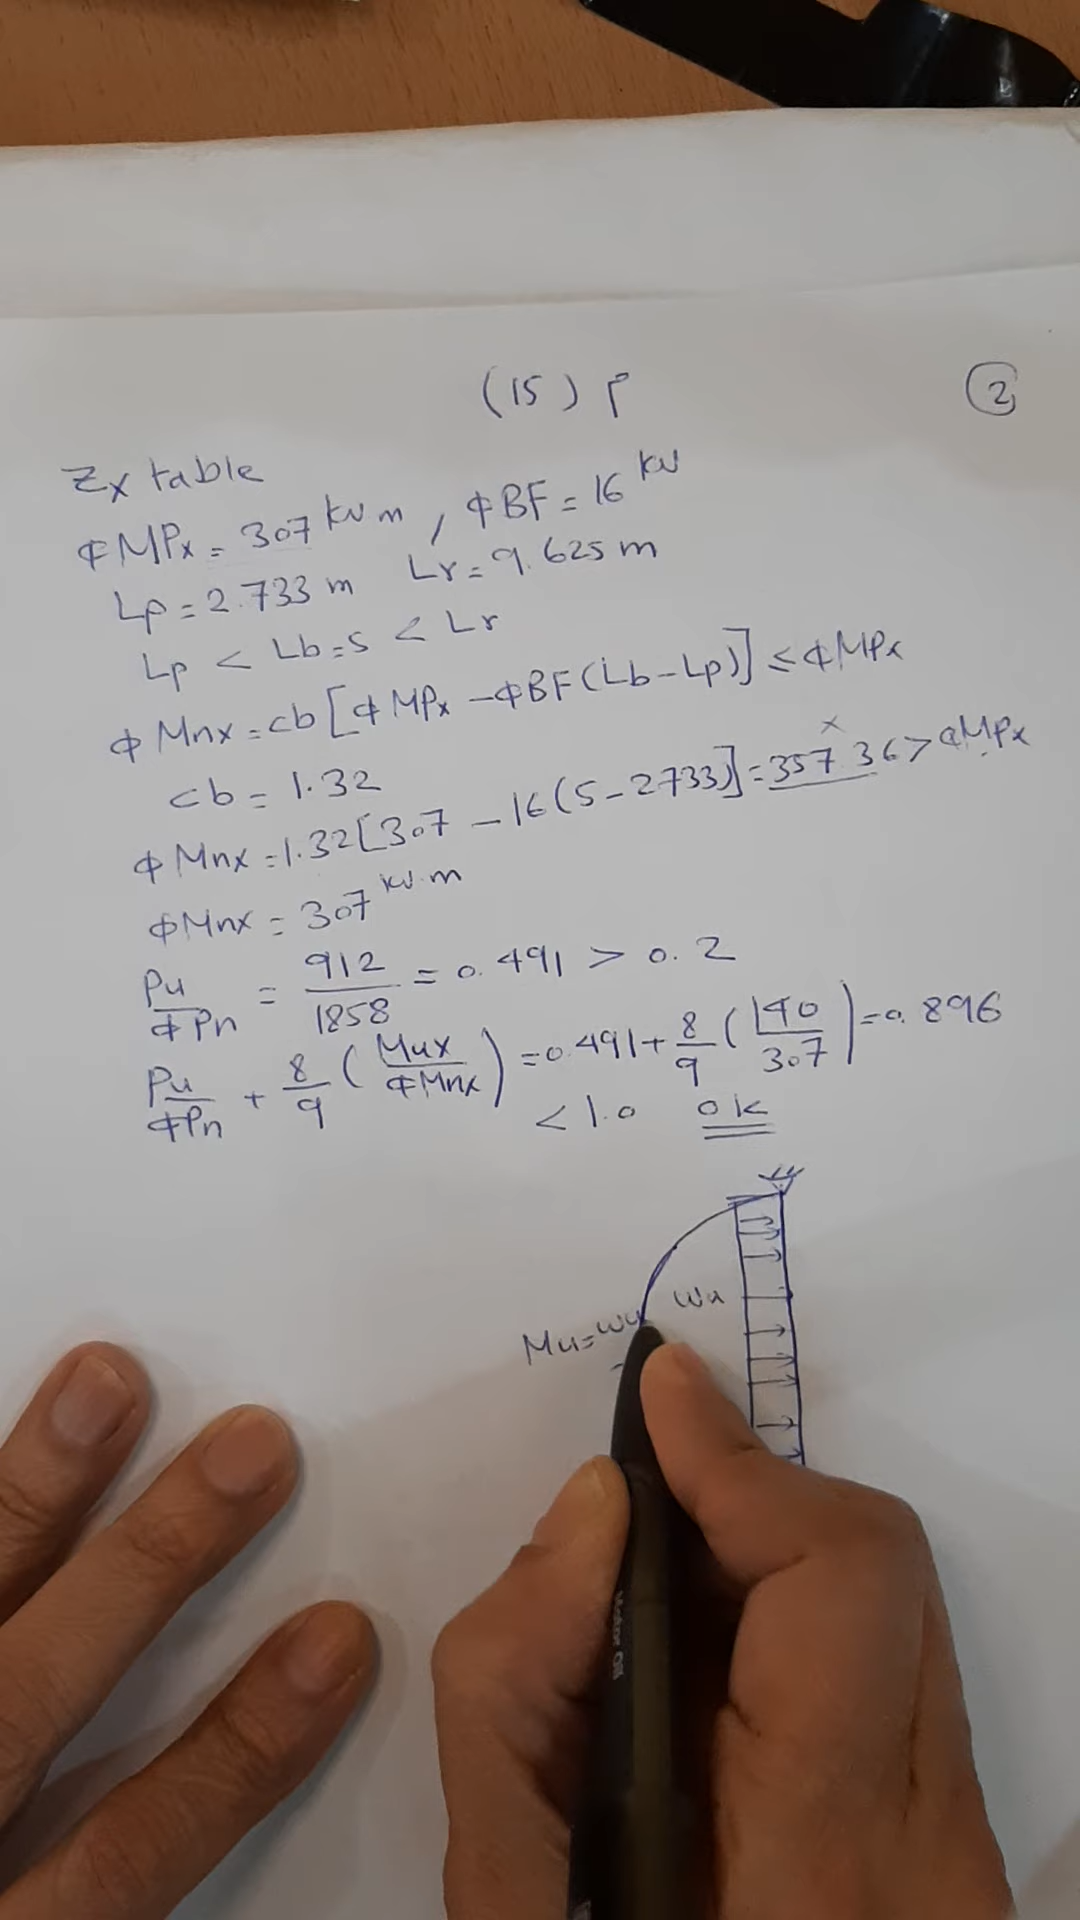 (15) م
2
Zx table
ΦMPx = 307 kN m , ΦBF = 16 kN
Lp = 2.733 m Lr = 9.625 m
Lp < Lb=5 < Lr
ΦMnx = cb [ΦMPx – ΦBF(Lb–Lp)] ≤ ΦMPx
cb = 1.32
ΦMnx = 1.32[307 – 16(5–2733)] = 357.36 > ΦMPx
x
ΦMnx = 307 kN.m
Pu/ΦPn = 912/1858 = 0.491 > 0.2
Pu/ΦPn + 8/9 (Mux/ΦMnx) = 0.491 + 8/9 (140/307) = 0.896
< 1.0 ok
Wu
Mu =